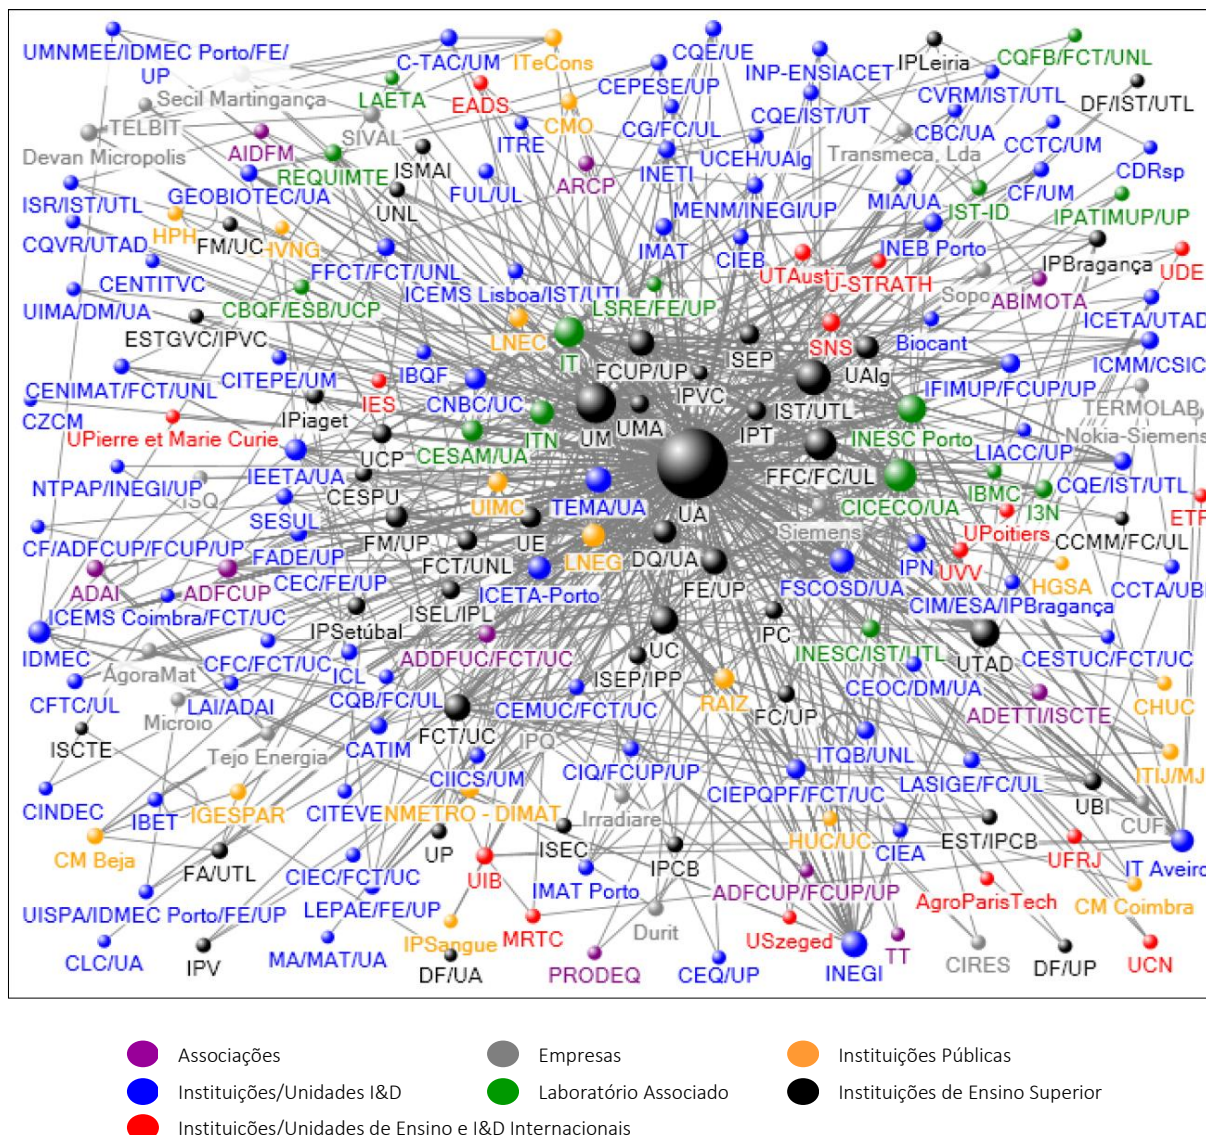 UMNMEE/IDMEC Porto/FE/
UP
C-TAC/UM
ITeCons
CQE/UE
INP-ENSIACET
IPLeiria
CQFB/FCT/UNL
Secil Martingança
LAETA
EADS
CEPESE/UP
CVRM/IST/UTL
DF/IST/UTL
TELBIT
SIVAL
CMO
CG/FC/UL
CQE/IST/UT
CBC/UA
CCTC/UM
Devan Micropolis
AIDFM
REQUIMTE
ISMAI
ITRE
ARCP
INETI
UCEH/UAlg
Transmeca, Lda
CDRsp
ISR/IST/UTL
GEOBIOTEC/UA
UNL
FUL/UL
MENM/INEGI/UP
MIA/UA
IST-ID
CF/UM
IPATIMUP/UP
CQVR/UTAD
HPH
FM/UC
HVNG
FFCT/FCT/UNL
IMAT
CIEB
INEB Porto
IPBragança
UDE
CENTITVC
ICEMS Lisboa/IST/UTL
UTAusti
U-STRATH
Sopo
ABIMOTA
UIMA/DM/UA
CBQF/ESB/UCP
LSRE/FE/UP
ICETA/UTAD
ESTGVC/IPVC
LNEC
IT
FCUP/UP
SEP
SNS
UAlg
Biocant
ICMM/CSIC
CENIMAT/FCT/UNL
CITEPE/UM
IBQF
CNBC/UC
IPVC
IST/UTL
IFIMUP/FCUP/UP
TERMOLAB
CZCM
IPiaget
IES
ITN
UM
UMA
IPT
INESC Porto
Nokia-Siemens
UPierre et Marie Curie
UCP
CESAM/UA
FFC/FC/UL
LIACC/UP
NTPAP/INEGI/UP
ISQ
IEETA/UA
CESPU
UIMC
TEMA/UA
UA
CICECO/UA
IBMC
I3N
CQE/IST/UTL
SESUL
FM/UP
UE
LNEG
DQ/UA
Siemens
UPoitiers
ETF
CF/ADFCUP/FCUP/UP
FADE/UP
FCT/UNL
FE/UP
IPN
UVV
CCMM/FC/UL
ADAI
ADFCUP
CEC/FE/UP
ICETA-Porto
FSCOSD/UA
HGSA
CCTA/UBI
ICEMS Coimbra/FCT/UC
IPSetúbal
ISEL/IPL
PC
CIM/ESA/IPBragança
IDMEC
AgoraMat
CFC/FCT/UC
ICL
ADDFUC/FCT/UC
UC
INESC/IST/UTL
UTAD
CESTUC/FCT/UC
CFTC/UL
LAI/ADAI
CQB/FC/UL
ISEP/IPP
CEMUC/FCT/UC
RAIZ
FC/UP
CEOC/DM/UA
ADETTI/ISCTE
CHUC
Microio
ISCTE
Tejo Energia
CATIM
FCT/UC
IPQ
CIICS/UM
CIQ/FCUP/UP
ITQB/UNL
CIEPQPF/FCT/UC
LASIGE/FC/UL
ITIJ/MJ
CINDEC
IBET
IGESPAR
CITEVE
NMETRO - DIMAT
Irradiare
UBI
CUF
CM Beja
FA/UTL
UP
ISEC
IPCB
HUC/UC
CIEA
EST/IPCB
UFRJ
IT Aveiro
CIEC/FCT/UC
UIB
IMAT Porto
ADFCUP/FCUP/UP
AgroParisTech
CM Coimbra
UISPA/IDMEC Porto/FE/UP
LEPAE/FE/UP
IPSangue
MRTC
Durit
USzeged
CLC/UA
IPV
MA/MAT/UA
DF/UA
PRODEQ
CEQ/UP
INEGI
TT
CIRES
DF/UP
UCN
Associações
Empresas
Instituições Públicas
Instituições/Unidades I&D
Laboratório Associado
Instituições de Ensino Superior
Instituições/Unidades de Ensino e I&D Internacionais